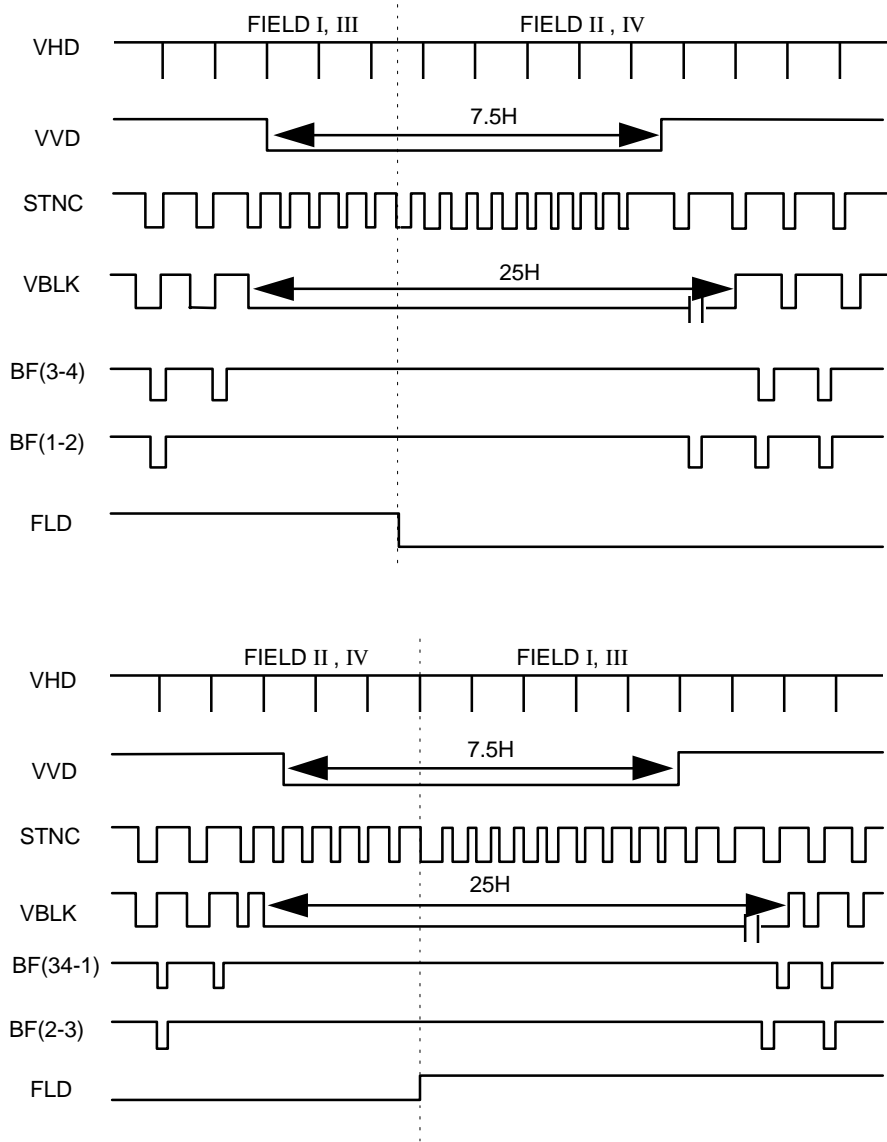 FIELD I, III FIELD II , IV
VHD
7.5H
VVD
STNC
25H
VBLK
BF(3-4)
BF(1-2)
FLD
FIELD II , IV FIELD I, III
VHD
7.5H
VVD
STNC
25H
VBLK
BF(34-1)
BF(2-3)
FLD